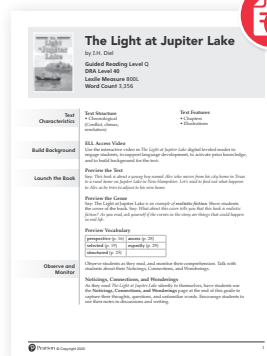 The Light at Jupiter Lake
by I.H. Diel
Guided Reading Level Q
DRA Level 40
Lexile Measure 800L
Word Count 3,356
Text
Characteristics
Text Structure
• Chronological
(Conflict, climax,
resolution)
Text Features
• Chapters
• Illustrations
Build Background
ELL Access Video
Use the interactive video in The Light at Jupiter Lake digital leveled reader to
engage students, to support language development, to activate prior knowledge,
and to build background for the text.
Launch the Book
Preview the Text
Say: This book is about a young boy named Alex who moves from his city home in Texas
to a rural home on Jupiter Lake in New Hampshire. Let's read to find out what happens
to Alex as he tries to adjust to his new home.
Preview the Genre
Say: The Light at Jupiter Lake is an example of realistic fiction. Have students
the cover of the book. Say: What about this cover tells you that this book is realistic
fiction? As you read, ask yourself if the events in the story are things that could happen
in real life.
Preview Vocabulary
perspective (p. 16) access (p. 28)
selected (p. 19) expertly (p. 29)
structured (p. 25)
Observe and
Monitor
Observe students as they read, and monitor their comprehension. Talk with
students about their Noticings, Connections, and Wonderings.
Noticings, Connections, and Wonderings
As they read The Light at Jupiter Lake silently to themselves, have students use
the Noticings, Connections, and Wonderings page at the end of this guide to
capture their thoughts, questions, and unfamiliar words. Encourage students to
use their notes in discussions and writing.
Pearson © Copyright 2020
1